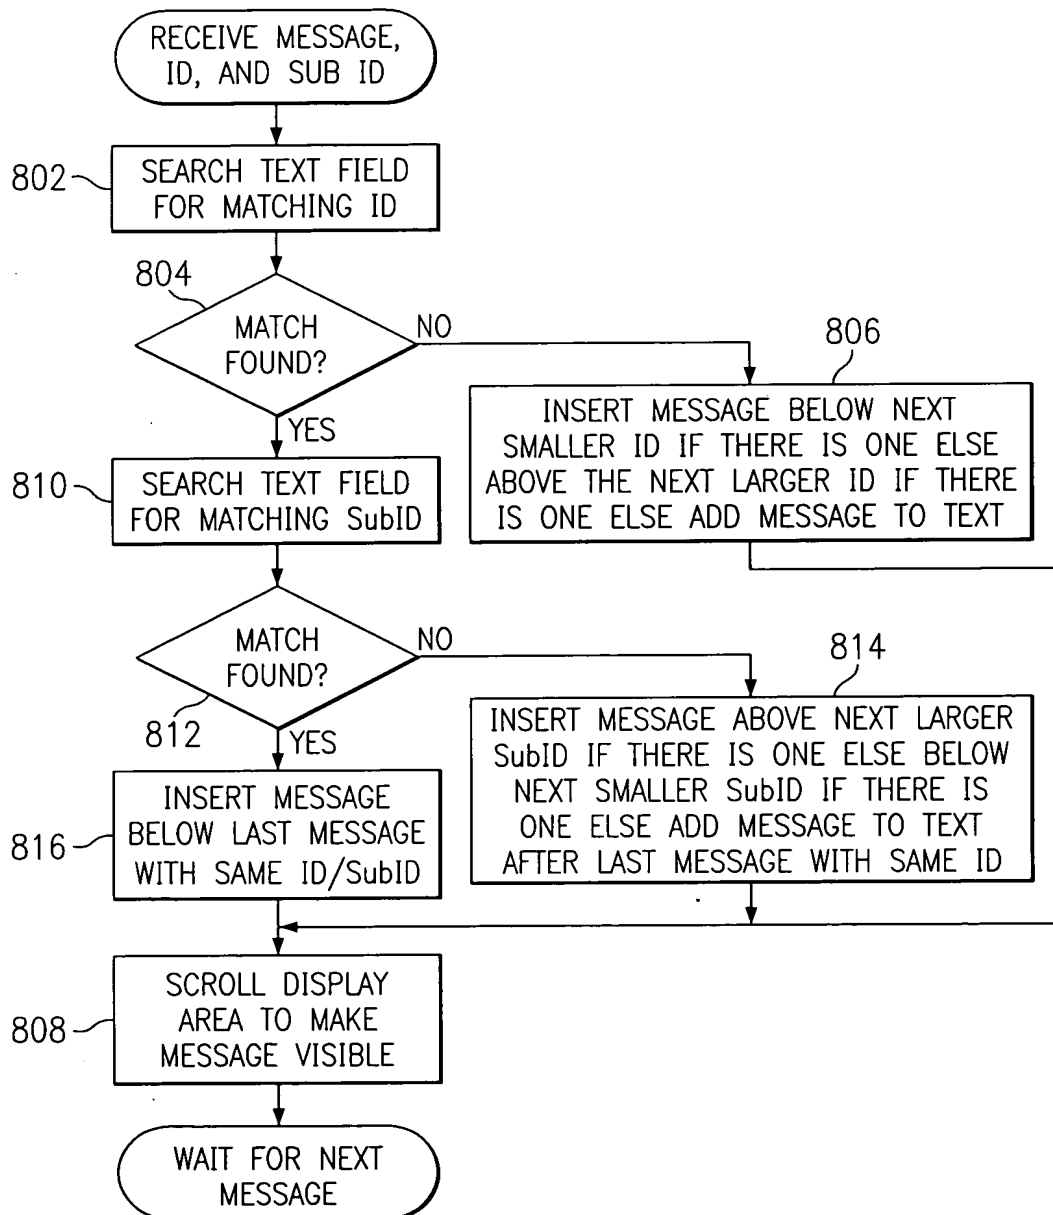 RECEIVE MESSAGE,
ID, AND SUB ID
802
SEARCH TEXT FIELD
FOR MATCHING ID
804
MATCH
FOUND?
NO
YES
806
INSERT MESSAGE BELOW NEXT
SMALLER ID IF THERE IS ONE ELSE
ABOVE THE NEXT LARGER ID IF THERE
IS ONE ELSE ADD MESSAGE TO TEXT
810
SEARCH TEXT FIELD
FOR MATCHING SubID
MATCH
FOUND?
812
NO
YES
814
INSERT MESSAGE ABOVE NEXT LARGER
SubID IF THERE IS ONE ELSE BELOW
NEXT SMALLER SubID IF THERE IS
ONE ELSE ADD MESSAGE TO TEXT
AFTER LAST MESSAGE WITH SAME ID
816
INSERT MESSAGE
BELOW LAST MESSAGE
WITH SAME ID/SubID
808
SCROLL DISPLAY
AREA TO MAKE
MESSAGE VISIBLE
WAIT FOR NEXT
MESSAGE